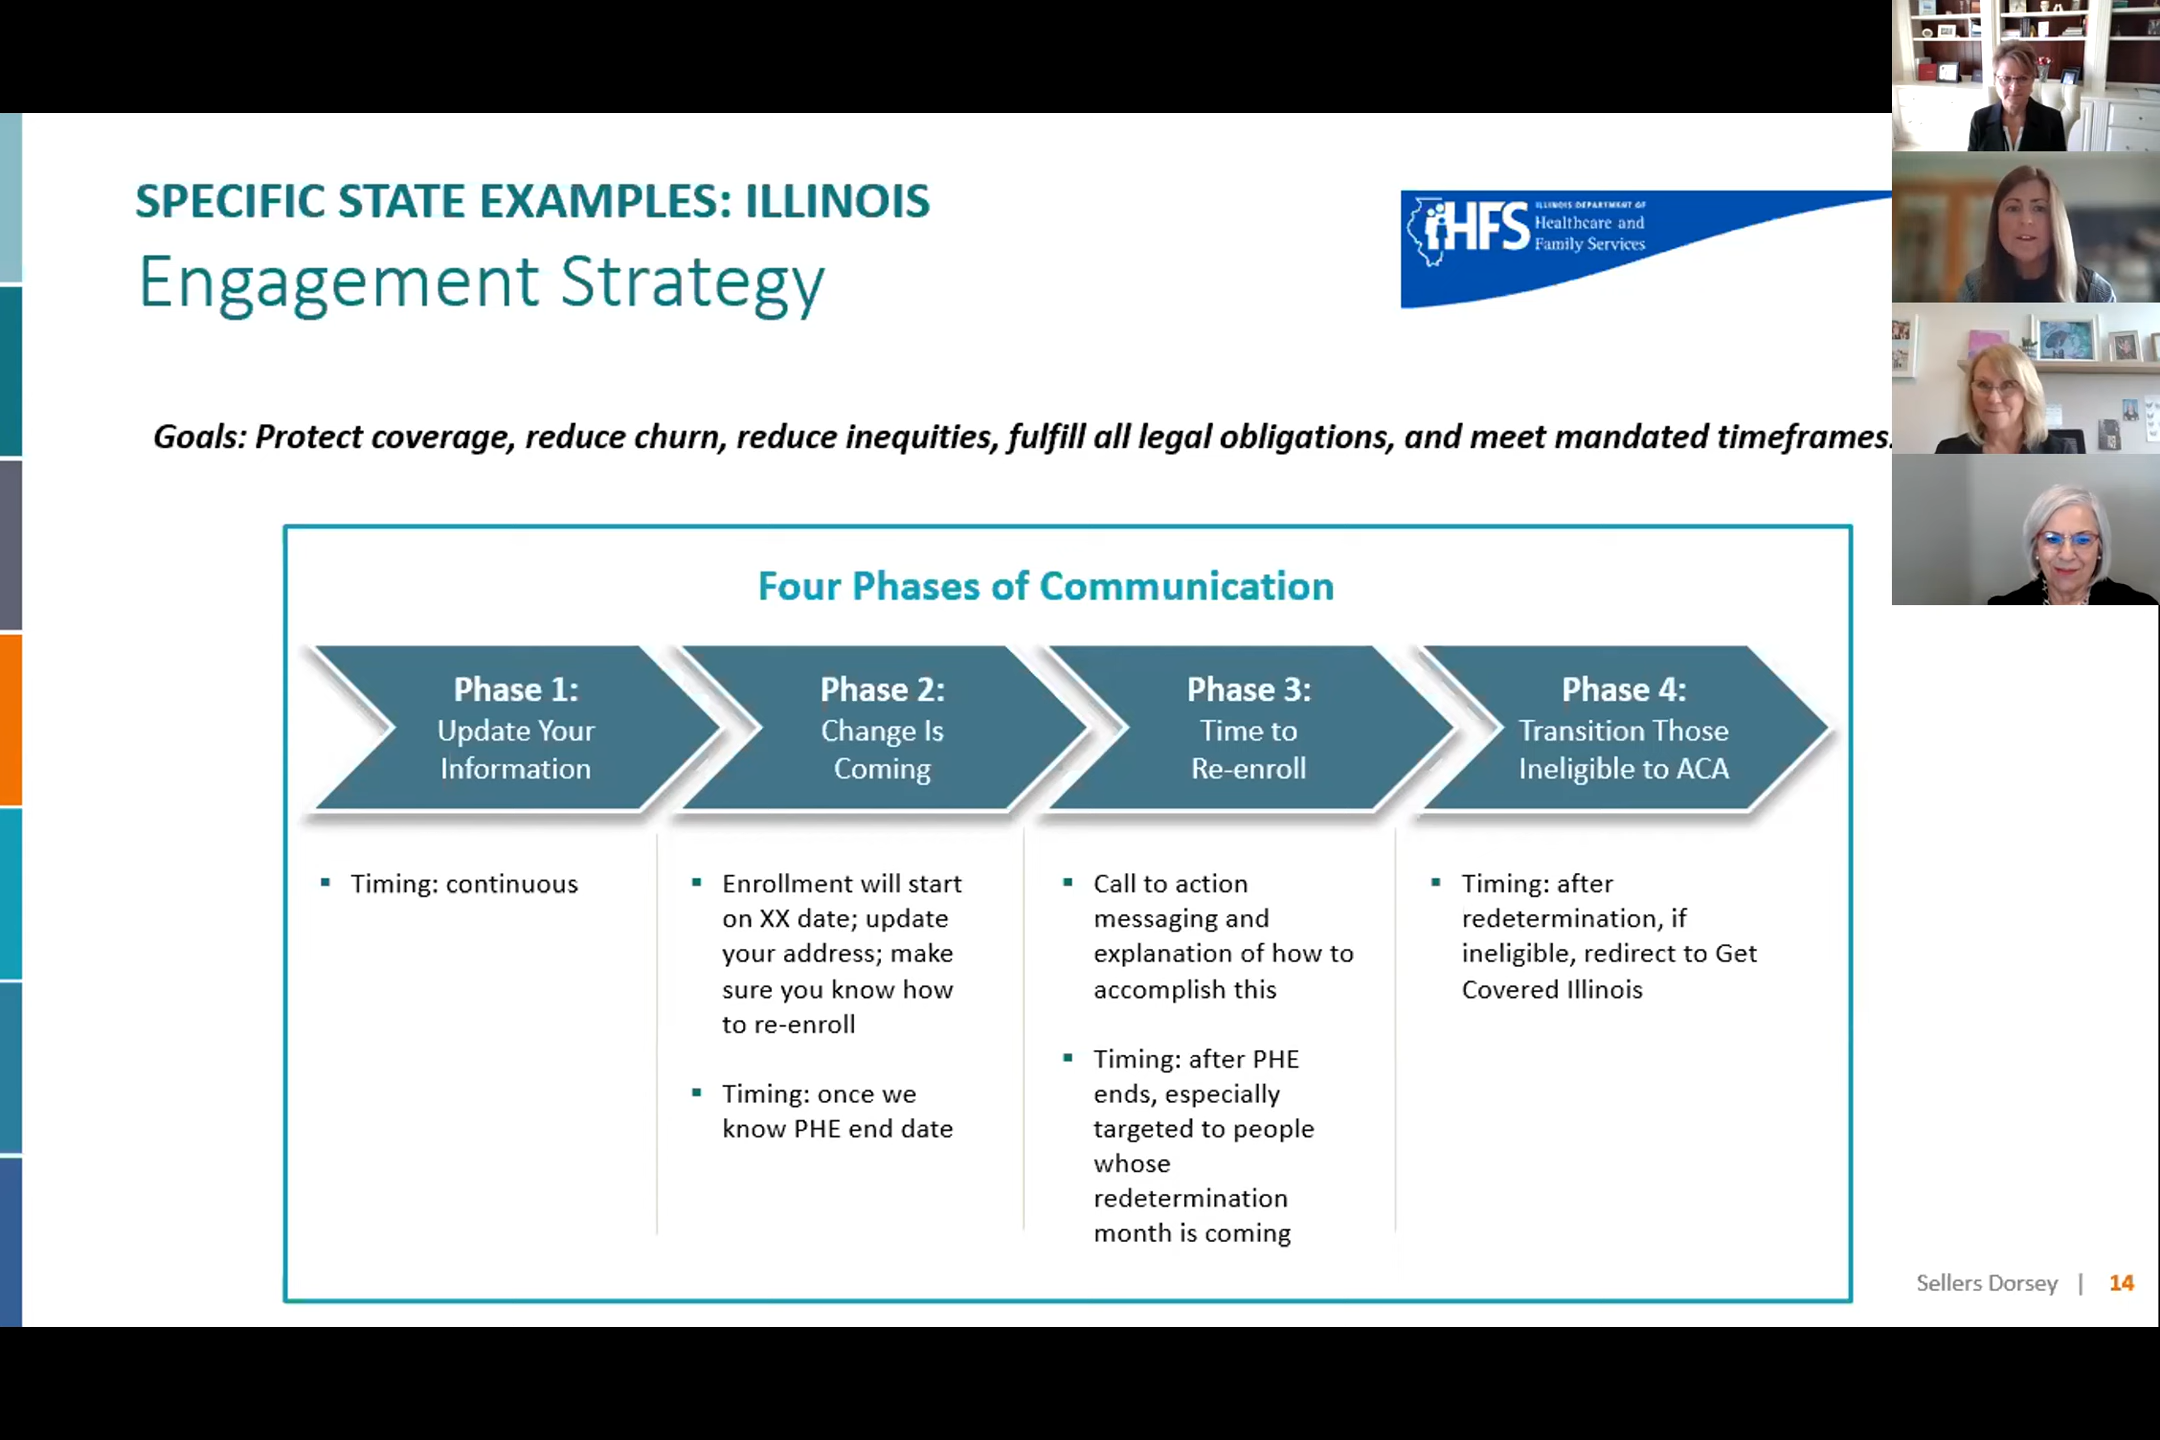 SPECIFIC STATE EXAMPLES: ILLINOIS
Engagement Strategy
HFS
ILLINOIS DEPARTMENT OF
Healthcare and
Family Services
Goals: Protect coverage, reduce churn, reduce inequities, fulfill all legal obligations, and meet mandated timeframes.
Four Phases of Communication
Phase 1:
Update Your
Information
Phase 2:
Change Is
Coming
Phase 3:
Time to
Re-enroll
Phase 4:
Transition Those
Ineligible to ACA
▪ Timing: continuous
▪ Enrollment will start
on XX date; update
your address; make
sure you know how
to re-enroll
▪ Timing: once we
know PHE end date
▪ Call to action
messaging and
explanation of how to
accomplish this
▪ Timing: after PHE
ends, especially
targeted to people
whose
redetermination
month is coming
▪ Timing: after
redetermination, if
ineligible, redirect to Get
Covered Illinois
Sellers Dorsey | 14